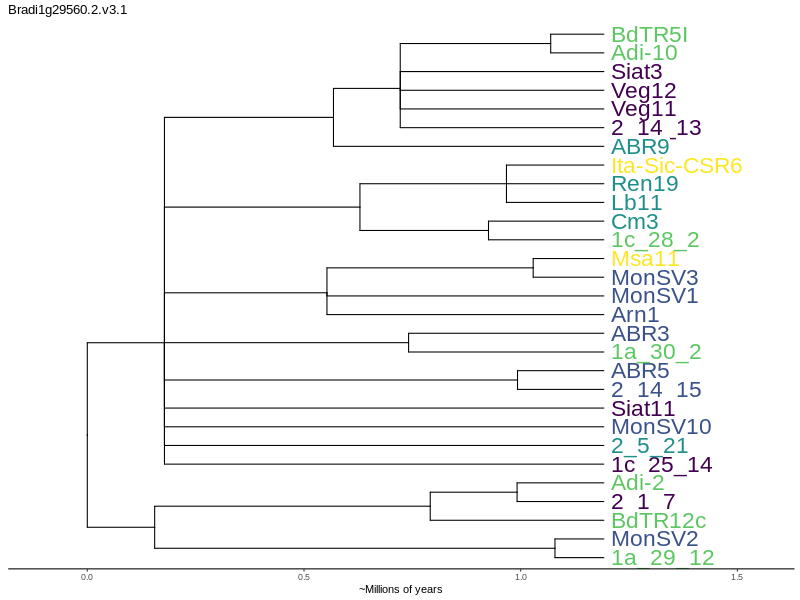 Bradi1g29560.2.v3.1
BdTR5I
Adi-10
Siat3
Veg12
Veg11
2_14_13
ABR9
Ita-Sic-CSR6
Ren19
Lb11
Cm3
1c_28_2
Msa11
MonSV3
MonSV1
Arn1
ABR3
1a_30_2
ABR5
2_14_15
Siat11
MonSV10
2_5_21
1c_25_14
Adi-2
2_1_7
BdTR12c
MonSV2
1a_29_12
0.0 0.5 1.0 1.5
~Millions of years